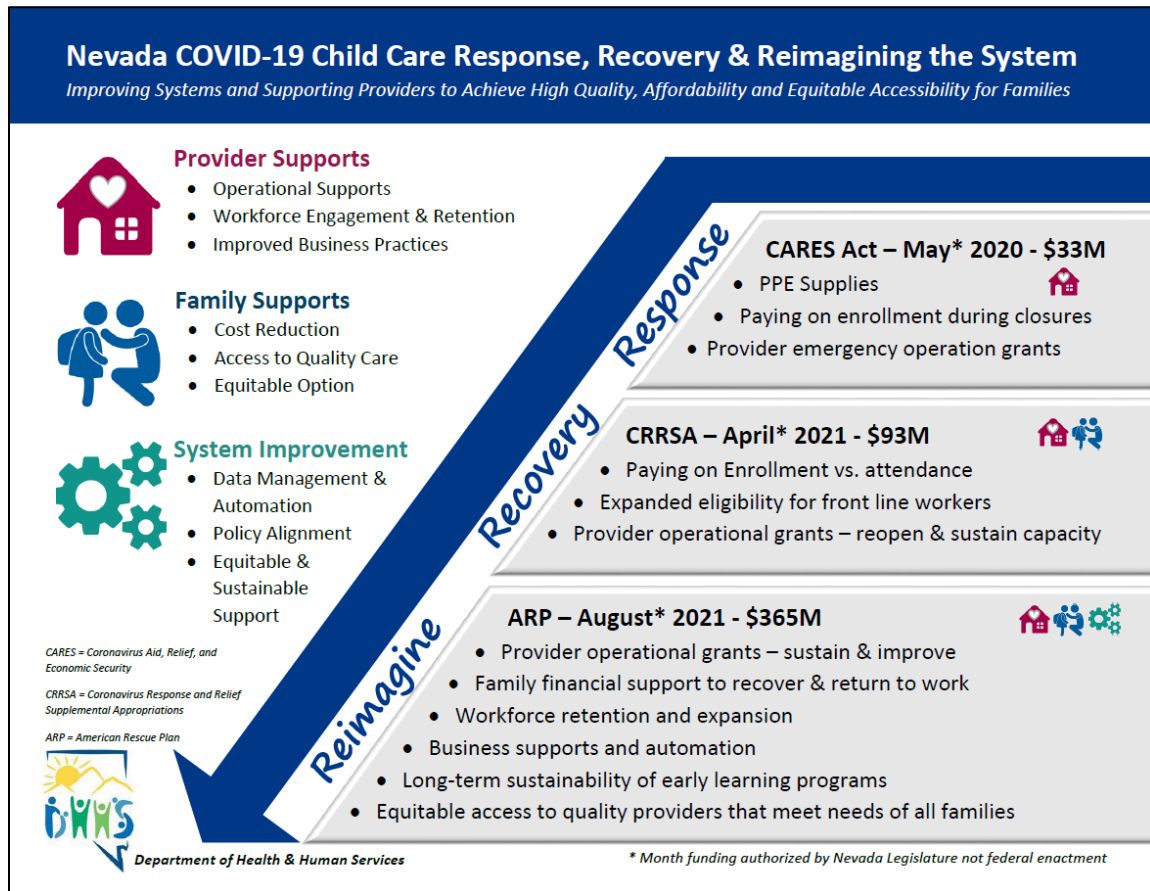 Nevada COVID-19 Child Care Response, Recovery & Reimagining the System
Improving Systems and Supporting Providers to Achieve High Quality, Affordability and Equitable Accessibility for Families
Provider Supports
• Operational Supports
• Workforce Engagement & Retention
• Improved Business Practices
Family Supports
• Cost Reduction
• Access to Quality Care
• Equitable Option
System Improvement
• Data Management &
Automation
• Policy Alignment
• Equitable &
Sustainable
Support
CARES = Coronavirus Aid, Relief, and
Economic Security
CRRSA = Coronavirus Response and Relief
Supplemental Appropriations
ARP = American Rescue Plan
DHHS
Department of Health & Human Services
Response
CARES Act – May* 2020 - $33M
• PPE Supplies
• Paying on enrollment during closures
• Provider emergency operation grants
Recovery
CRRSA – April* 2021 - $93M
• Paying on Enrollment vs. attendance
• Expanded eligibility for front line workers
• Provider operational grants – reopen & sustain capacity
Reimagine
ARP – August* 2021 - $365M
• Provider operational grants – sustain & improve
• Family financial support to recover & return to work
• Workforce retention and expansion
• Business supports and automation
• Long-term sustainability of early learning programs
• Equitable access to quality providers that meet needs of all families
* Month funding authorized by Nevada Legislature not federal enactment